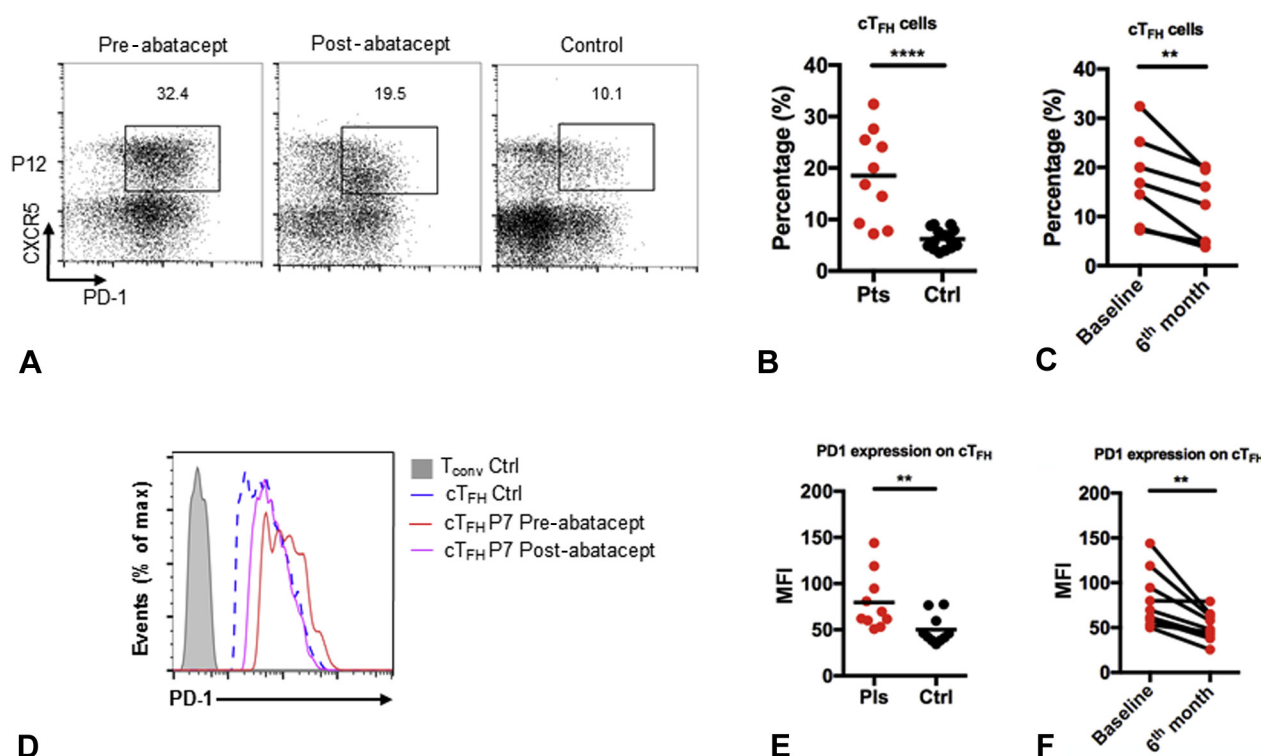 Pre-abatacept
Post-abatacept
Control
32.4
19.5
10.1
P12
CXCR5
PD-1
A
cTFH cells
****
Percentage (%)
40
30
20
10
0
Pts
Ctrl
B
cTFH cells
**
Percentage (%)
40
30
20
10
0
Baseline
6th month
C
Events (% of max)
PD-1
Tconv Ctrl
cTFH Ctrl
cTFH P7 Pre-abatacept
cTFH P7 Post-abatacept
D
PD1 expression on cTFH
**
MFI
200
150
100
50
0
Pls
Ctrl
E
PD1 expression on cTFH
**
MFI
200
150
100
50
0
Baseline
6th month
F